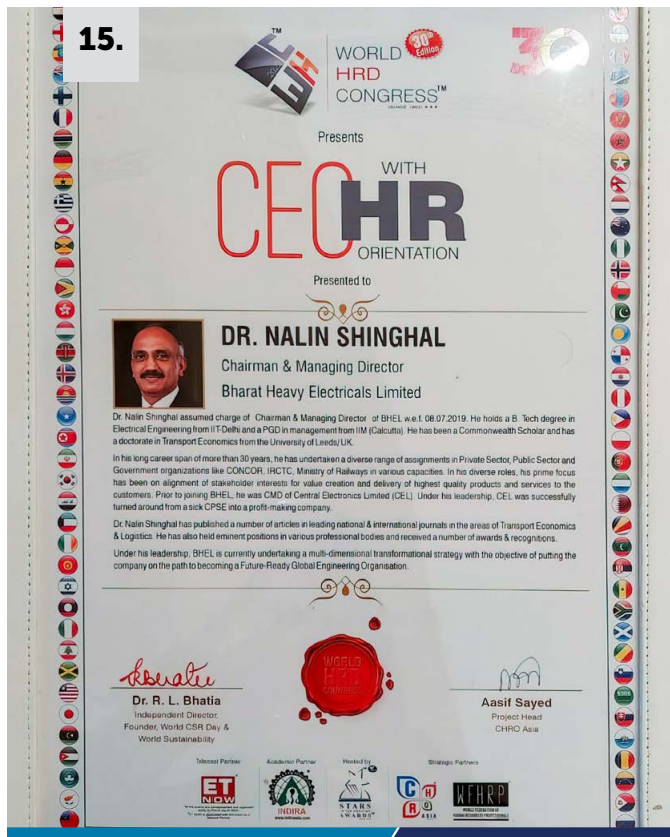 15.
WORLD
HRD
CONGRESS™
30th
Edition
30
Presents
CEO WITH
HR
ORIENTATION
Presented to
DR. NALIN SHINGHAL
Chairman & Managing Director
Bharat Heavy Electricals Limited
Dr. Nalin Shinghal assumed charge of Chairman & Managing Director of BHEL w.e.f. 08.07.2019. He holds a B. Tech degree in
Electrical Engineering from IIT-Delhi and a PGD in management from IIM (Calcutta). He has been a Commonwealth Scholar and has
a doctorate in Transport Economics from the University of Leeds/UK.
In his long career span of more than 30 years, he has undertaken a diverse range of assignments in Private Sector, Public Sector and
Government organizations like CONCOR, IRCTC, Ministry of Railways in various capacities. In his diverse roles, his prime focus
has been on alignment of stakeholder interests for value creation and delivery of highest quality products and services to the
customers. Prior to joining BHEL, he was CMD of Central Electronics Limited (CEL). Under his leadership, CEL was successfully
turned around from a sick CPSE into a profit-making company.
Dr. Nalin Shinghal has published a number of articles in leading national & international journals in the areas of Transport Economics
& Logistics. He has also held eminent positions in various professional bodies and received a number of awards & recognitions.
Under his leadership, BHEL is currently undertaking a multi-dimensional transformational strategy with the objective of putting the
company on the path to becoming a Future-Ready Global Engineering Organisation.
WORLD
HRD
CONGRESS
Dr. R. L. Bhatia
Independent Director,
Founder, World CSR Day &
World Sustainability
Aasif Sayed
Project Head
CHRO Asia
Telecast Partner
Academic Partner
Hosted by
Strategic Partners
ET
NOW
INDIRA
STARS
AWARDS
CHRO
ASIA
WFHRP
WORLD FEDERATION OF
HUMAN RESOURCES PROFESSIONALS